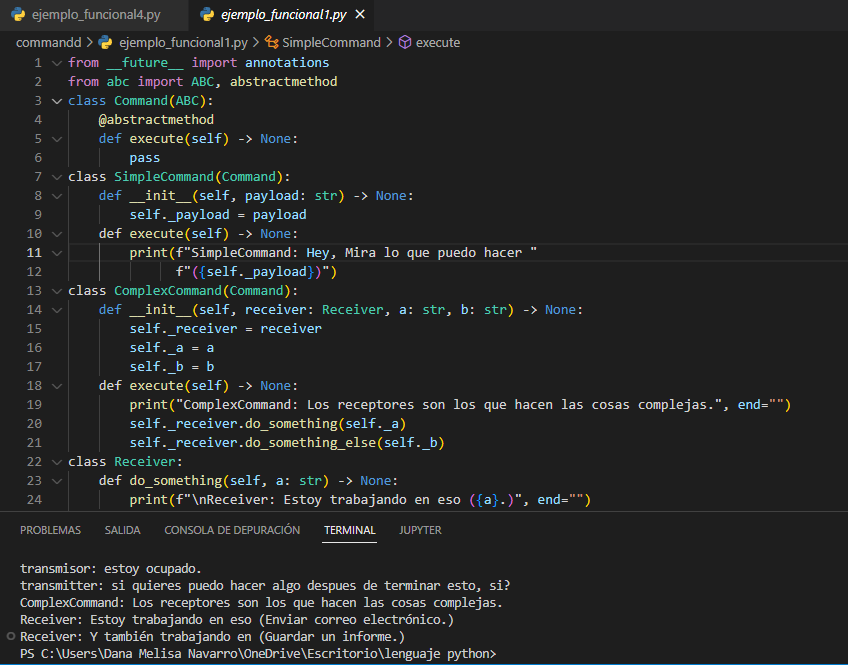 ejemplo_funcional4.py ejemplo_funcional1.py ×
commandd > ejemplo_funcional1.py > SimpleCommand > execute
1 from __future__ import annotations
2 from abc import ABC, abstractmethod
3 class Command(ABC):
4 @abstractmethod
5 def execute(self) -> None:
6 pass
7 class SimpleCommand(Command):
8 def __init__(self, payload: str) -> None:
9 self._payload = payload
10 def execute(self) -> None:
11 print(f"SimpleCommand: Hey, Mira lo que puedo hacer "
12 f"({self._payload})")
13 class ComplexCommand(Command):
14 def __init__(self, receiver: Receiver, a: str, b: str) -> None:
15 self._receiver = receiver
16 self._a = a
17 self._b = b
18 def execute(self) -> None:
19 print("ComplexCommand: Los receptores son los que hacen las cosas complejas.", end="")
20 self._receiver.do_something(self._a)
21 self._receiver.do_something_else(self._b)
22 class Receiver:
23 def do_something(self, a: str) -> None:
24 print(f"\nReceiver: Estoy trabajando en eso ({a}.)", end="")
PROBLEMAS SALIDA CONSOLA DE DEPURACIÓN TERMINAL JUPYTER
transmisor: estoy ocupado.
transmitter: si quieres puedo hacer algo despues de terminar esto, si?
ComplexCommand: Los receptores son los que hacen las cosas complejas.
Receiver: Estoy trabajando en eso (Enviar correo electrónico.)
Receiver: Y también trabajando en (Guardar un informe.)
PS C:\Users\Dana Melisa Navarro\OneDrive\Escritorio\lenguaje python>